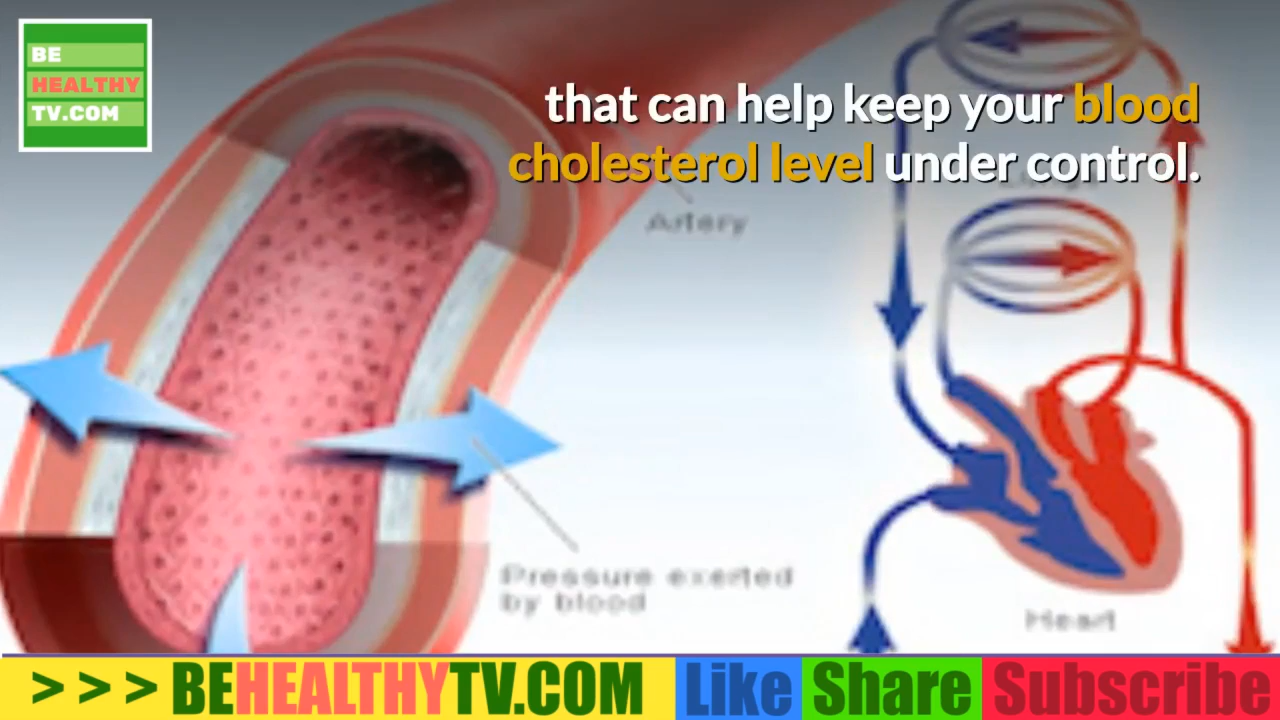 BE
HEALTHY
TV.COM
that can help keep your blood
cholesterol level under control.
Artery
Pressure exerted
by blood
Heart
> > > BEHEALTHYTV.COM Like Share Subscribe